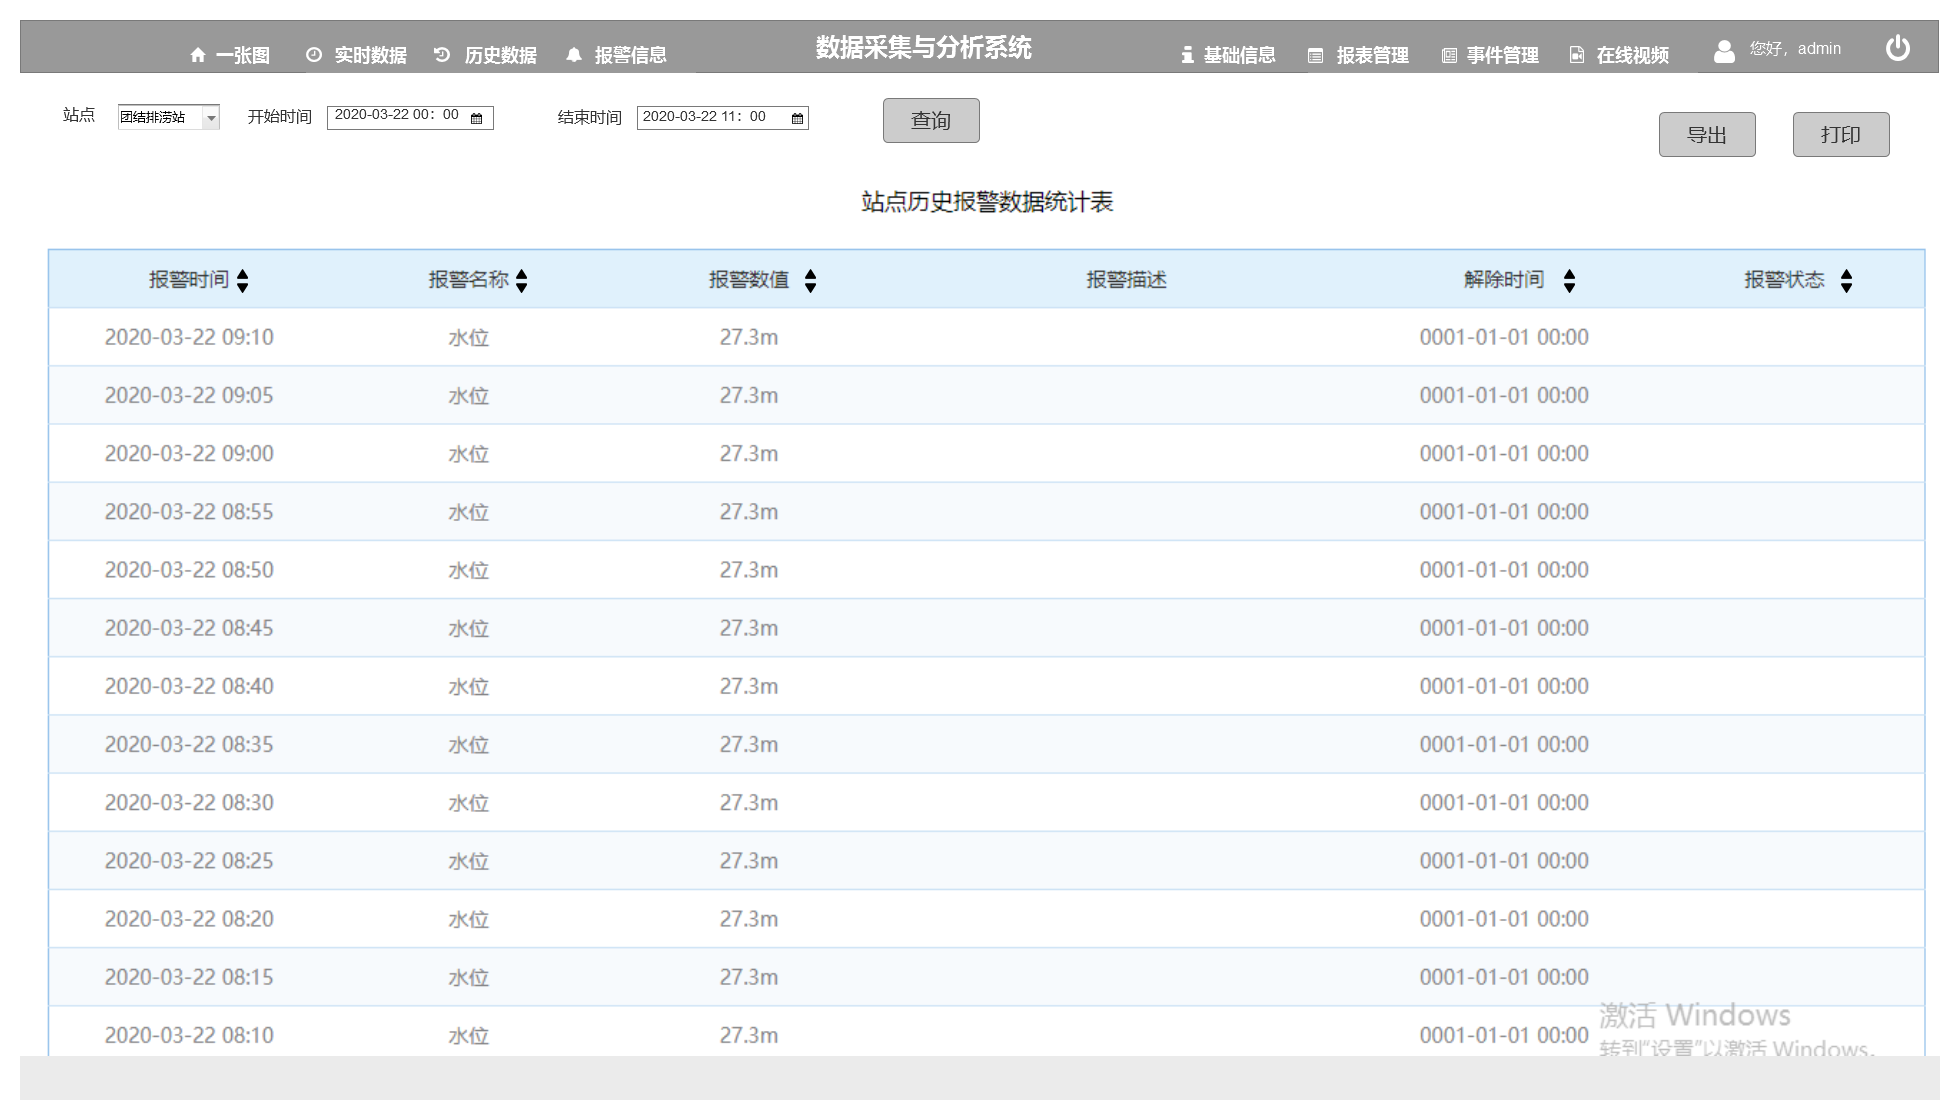 一张图 实时数据 历史数据 报警信息 数据采集与分析系统 基础信息 报表管理 事件管理 在线视频 您好，admin
站点 团结排涝站 开始时间 2020-03-22 00：00 结束时间 2020-03-22 11：00 查询 导出 打印
站点历史报警数据统计表
报警时间 报警名称 报警数值 报警描述 解除时间 报警状态
2020-03-22 09:10 水位 27.3m 0001-01-01 00:00
2020-03-22 09:05 水位 27.3m 0001-01-01 00:00
2020-03-22 09:00 水位 27.3m 0001-01-01 00:00
2020-03-22 08:55 水位 27.3m 0001-01-01 00:00
2020-03-22 08:50 水位 27.3m 0001-01-01 00:00
2020-03-22 08:45 水位 27.3m 0001-01-01 00:00
2020-03-22 08:40 水位 27.3m 0001-01-01 00:00
2020-03-22 08:35 水位 27.3m 0001-01-01 00:00
2020-03-22 08:30 水位 27.3m 0001-01-01 00:00
2020-03-22 08:25 水位 27.3m 0001-01-01 00:00
2020-03-22 08:20 水位 27.3m 0001-01-01 00:00
2020-03-22 08:15 水位 27.3m 0001-01-01 00:00
2020-03-22 08:10 水位 27.3m 0001-01-01 00:00
激活 Windows
转到“设置”以激活 Windows。